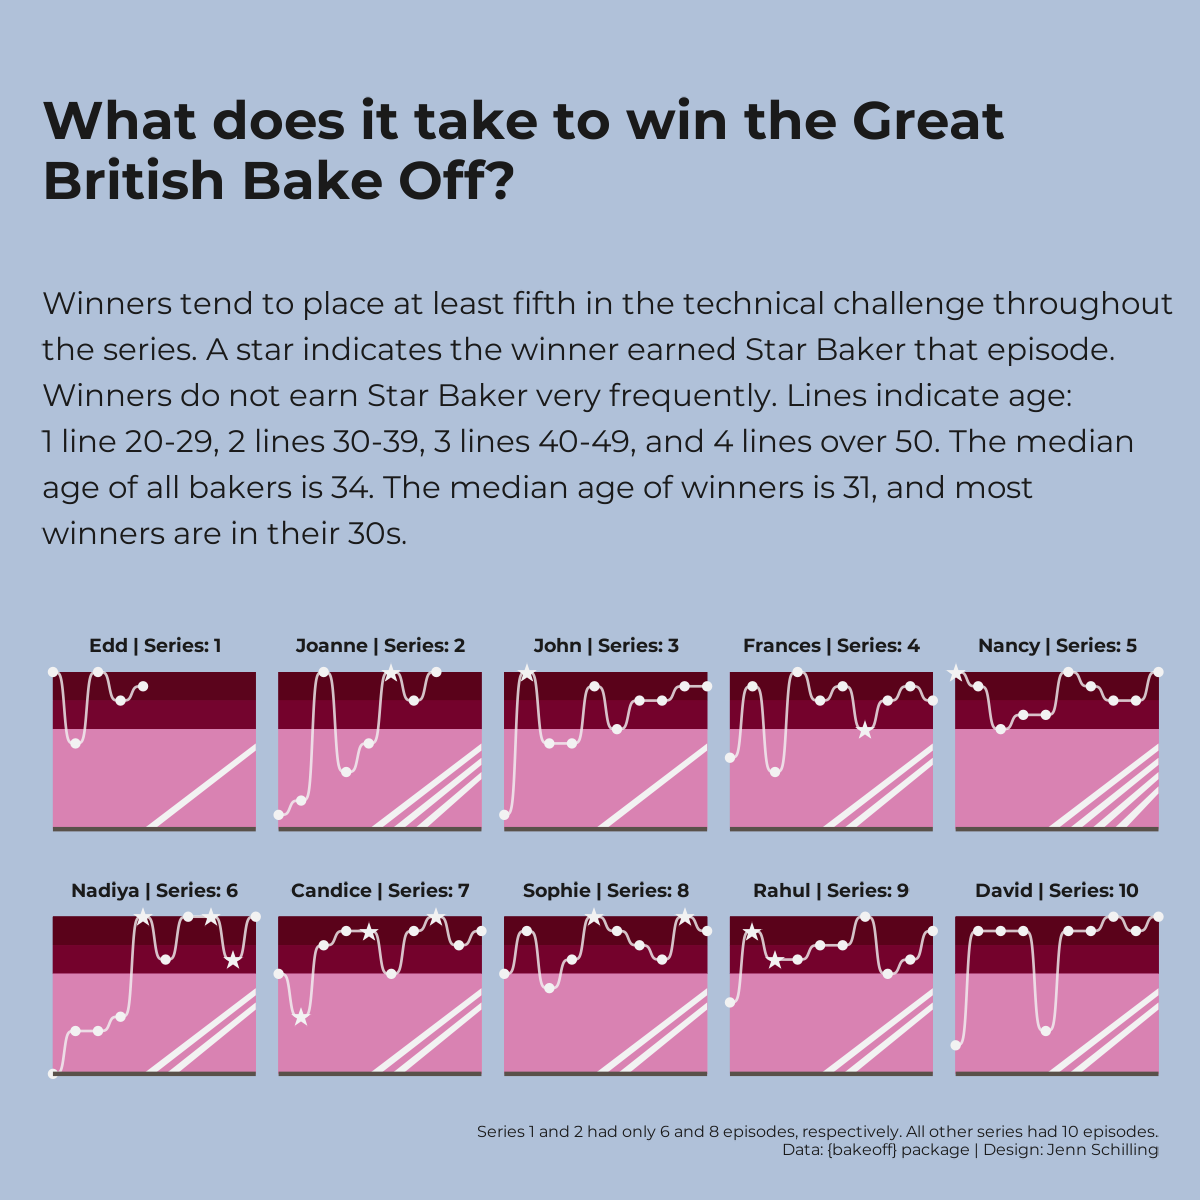 What does it take to win the Great
British Bake Off?
Winners tend to place at least fifth in the technical challenge throughout
the series. A star indicates the winner earned Star Baker that episode.
Winners do not earn Star Baker very frequently. Lines indicate age:
1 line 20-29, 2 lines 30-39, 3 lines 40-49, and 4 lines over 50. The median
age of all bakers is 34. The median age of winners is 31, and most
winners are in their 30s.
Edd | Series: 1
Joanne | Series: 2
John | Series: 3
Frances | Series: 4
Nancy | Series: 5
Nadiya | Series: 6
Candice | Series: 7
Sophie | Series: 8
Rahul | Series: 9
David | Series: 10
Series 1 and 2 had only 6 and 8 episodes, respectively. All other series had 10 episodes.
Data: {bakeoff} package | Design: Jenn Schilling